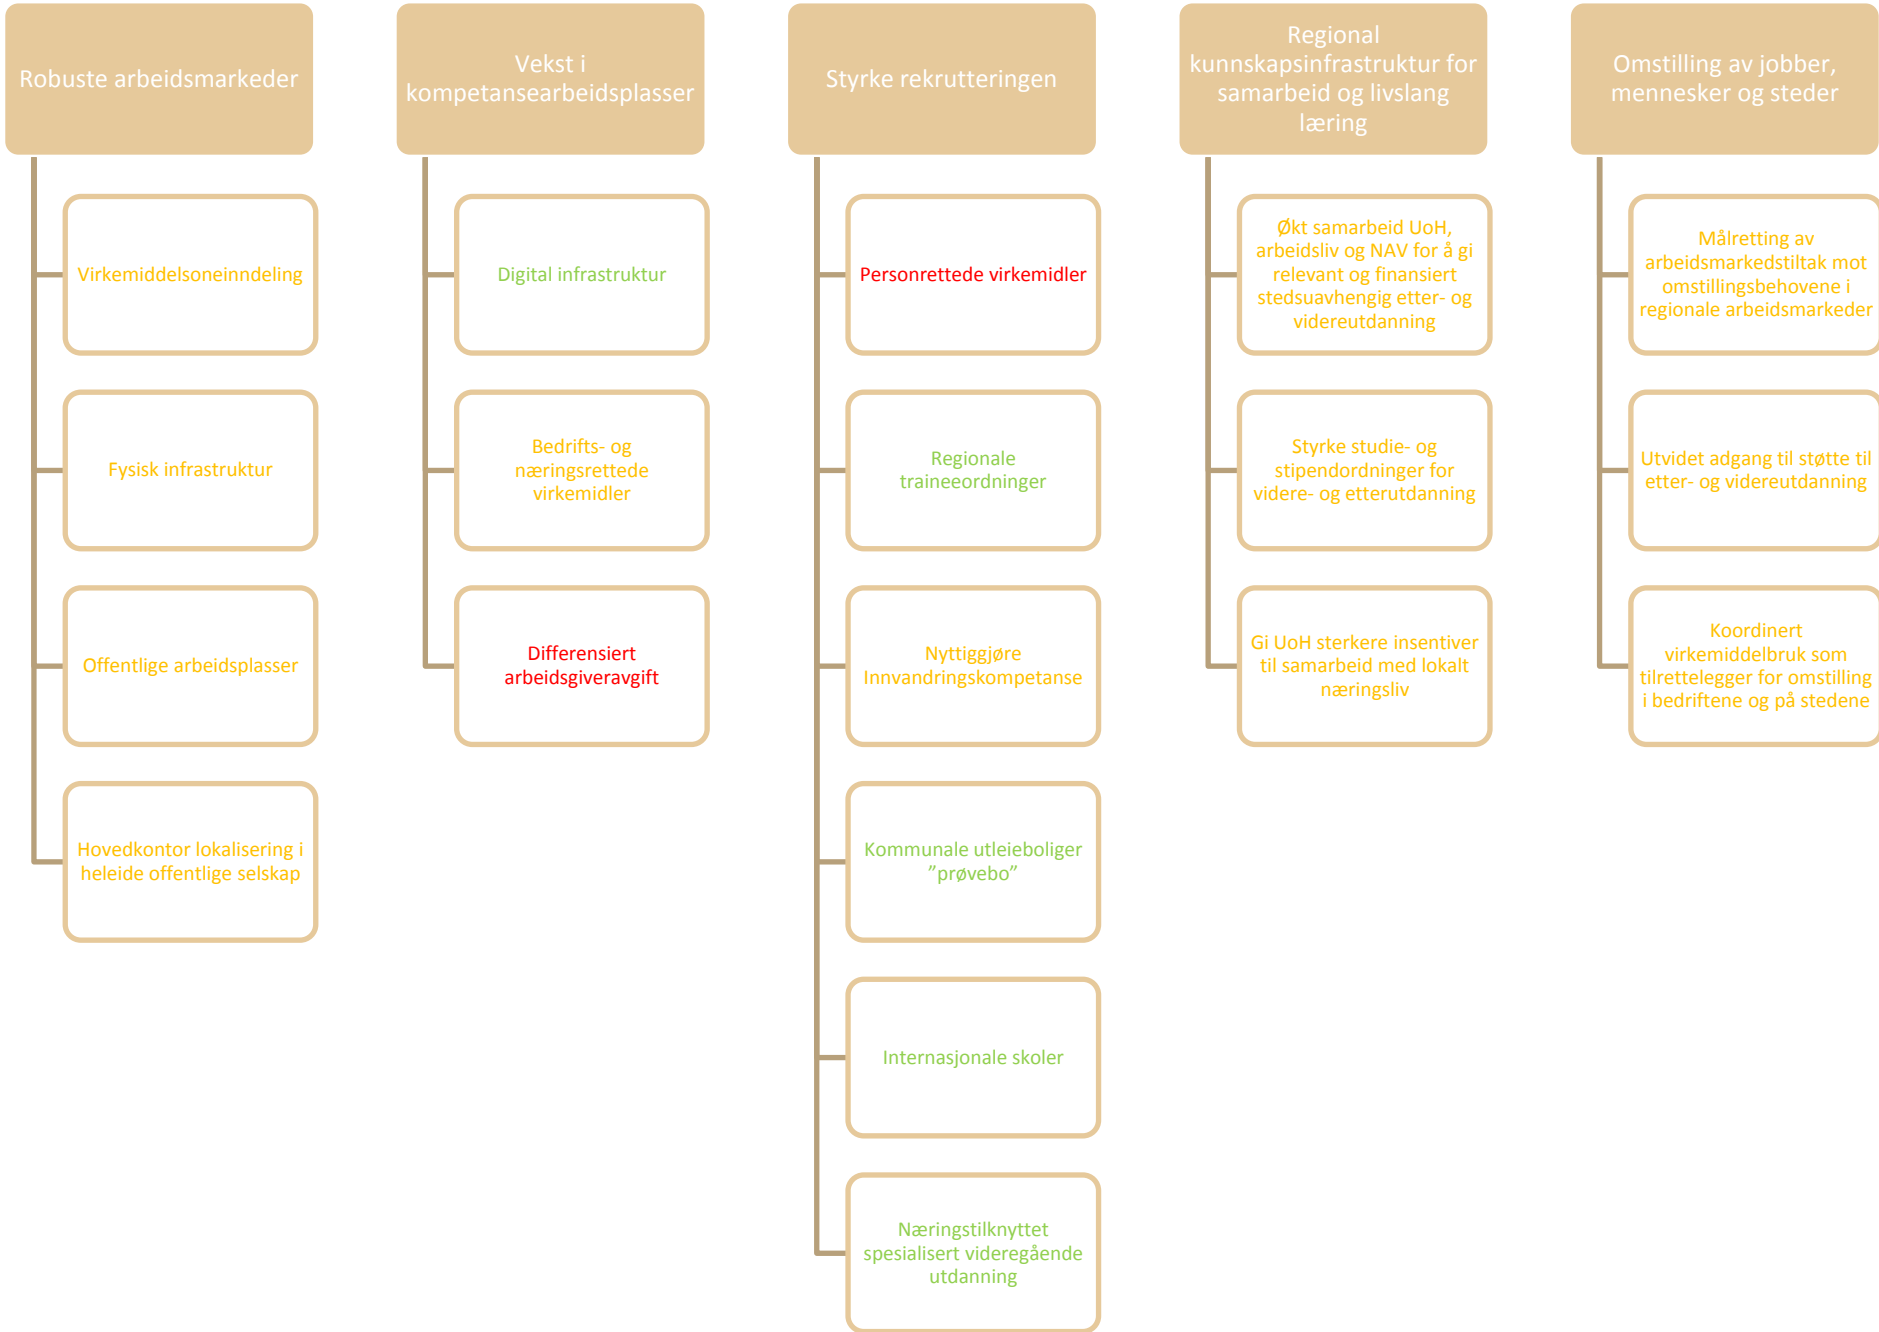 Robuste arbeidsmarkeder
Virkemiddelsoneinndeling
Fysisk infrastruktur
Offentlige arbeidsplasser
Hovedkontor lokalisering i
heleide offentlige selskap
Vekst i
kompetansearbeidsplasser
Digital infrastruktur
Bedrifts- og
næringsrettede
virkemidler
Differensiert
arbeidsgiveravgift
Styrke rekrutteringen
Personrettede virkemidler
Regionale
traineeordninger
Nyttiggjøre
Innvandringskompetanse
Kommunale utleieboliger
”prøvebo”
Internasjonale skoler
Næringstilknyttet
spesialisert videregående
utdanning
Regional
kunnskapsinfrastruktur for
samarbeid og livslang
læring
Økt samarbeid UoH,
arbeidsliv og NAV for å gi
relevant og finansiert
stedsuavhengig etter- og
videreutdanning
Styrke studie- og
stipendordninger for
videre- og etterutdanning
Gi UoH sterkere insentiver
til samarbeid med lokalt
næringsliv
Omstilling av jobber,
mennesker og steder
Målretting av
arbeidsmarkedstiltak mot
omstillingsbehovene i
regionale arbeidsmarkeder
Utvidet adgang til støtte til
etter- og videreutdanning
Koordinert
virkemiddelbruk som
tilrettelegger for omstilling
i bedriftene og på stedene